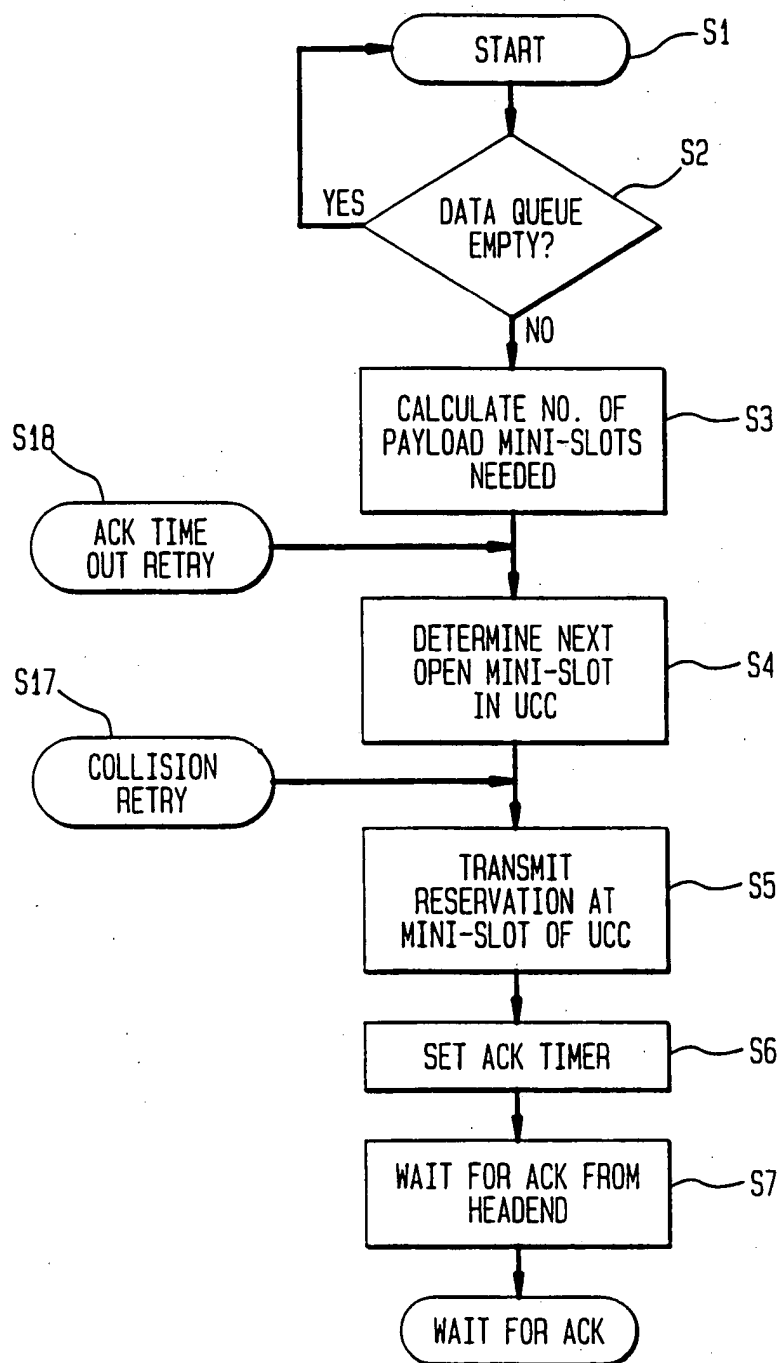 START
S1
S2
YES
DATA QUEUE
EMPTY?
NO
CALCULATE NO. OF
PAYLOAD MINI-SLOTS
NEEDED
S3
S18
ACK TIME
OUT RETRY
DETERMINE NEXT
OPEN MINI-SLOT
IN UCC
S4
S17
COLLISION
RETRY
TRANSMIT
RESERVATION AT
MINI-SLOT OF UCC
S5
SET ACK TIMER
S6
WAIT FOR ACK FROM
HEADEND
S7
WAIT FOR ACK